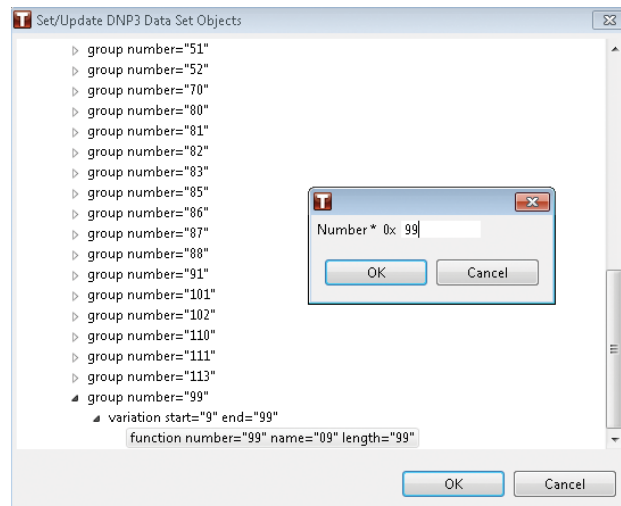 Set/Update DNP3 Data Set Objects
group number="51"
group number="52"
group number="70"
group number="80"
group number="81"
group number="82"
group number="83"
group number="85"
group number="86"
group number="87"
group number="88"
group number="91"
group number="101"
group number="102"
group number="110"
group number="111"
group number="113"
group number="99"
variation start="9" end="99"
function number="99" name="09" length="99"
Number * 0x 99
OK Cancel
OK Cancel